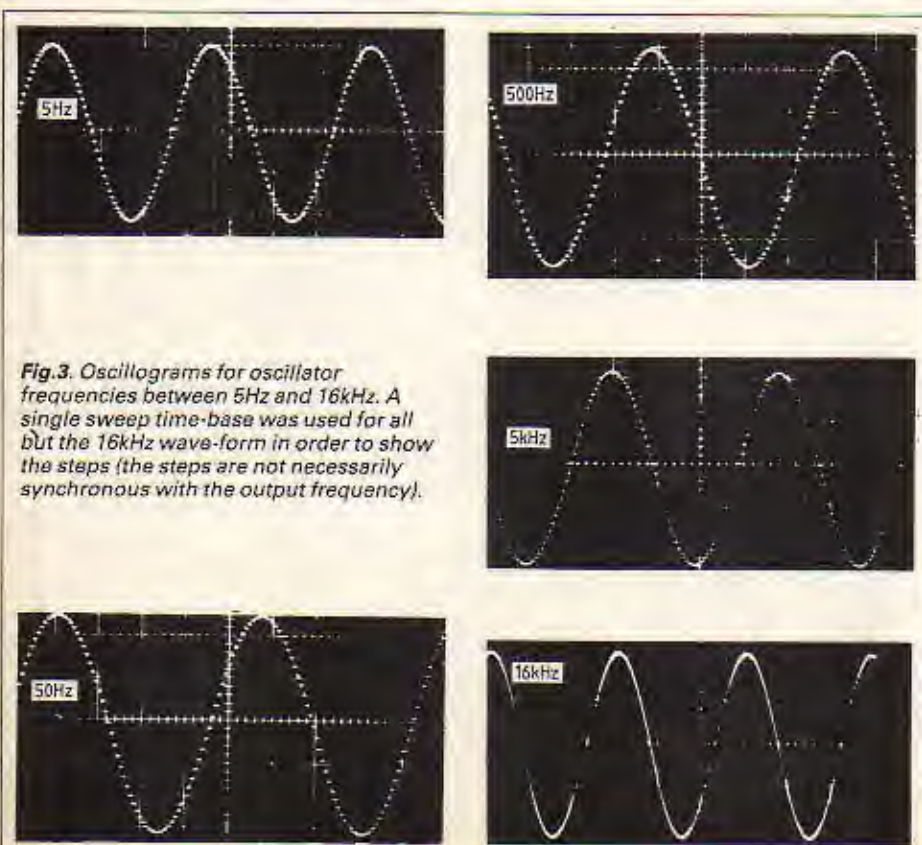 5Hz
500Hz
Fig.3. Oscillograms for oscillator
frequencies between 5Hz and 16kHz. A
single sweep time-base was used for all
but the 16kHz wave-form in order to show
the steps (the steps are not necessarily
synchronous with the output frequency).
5kHz
50Hz
16kHz